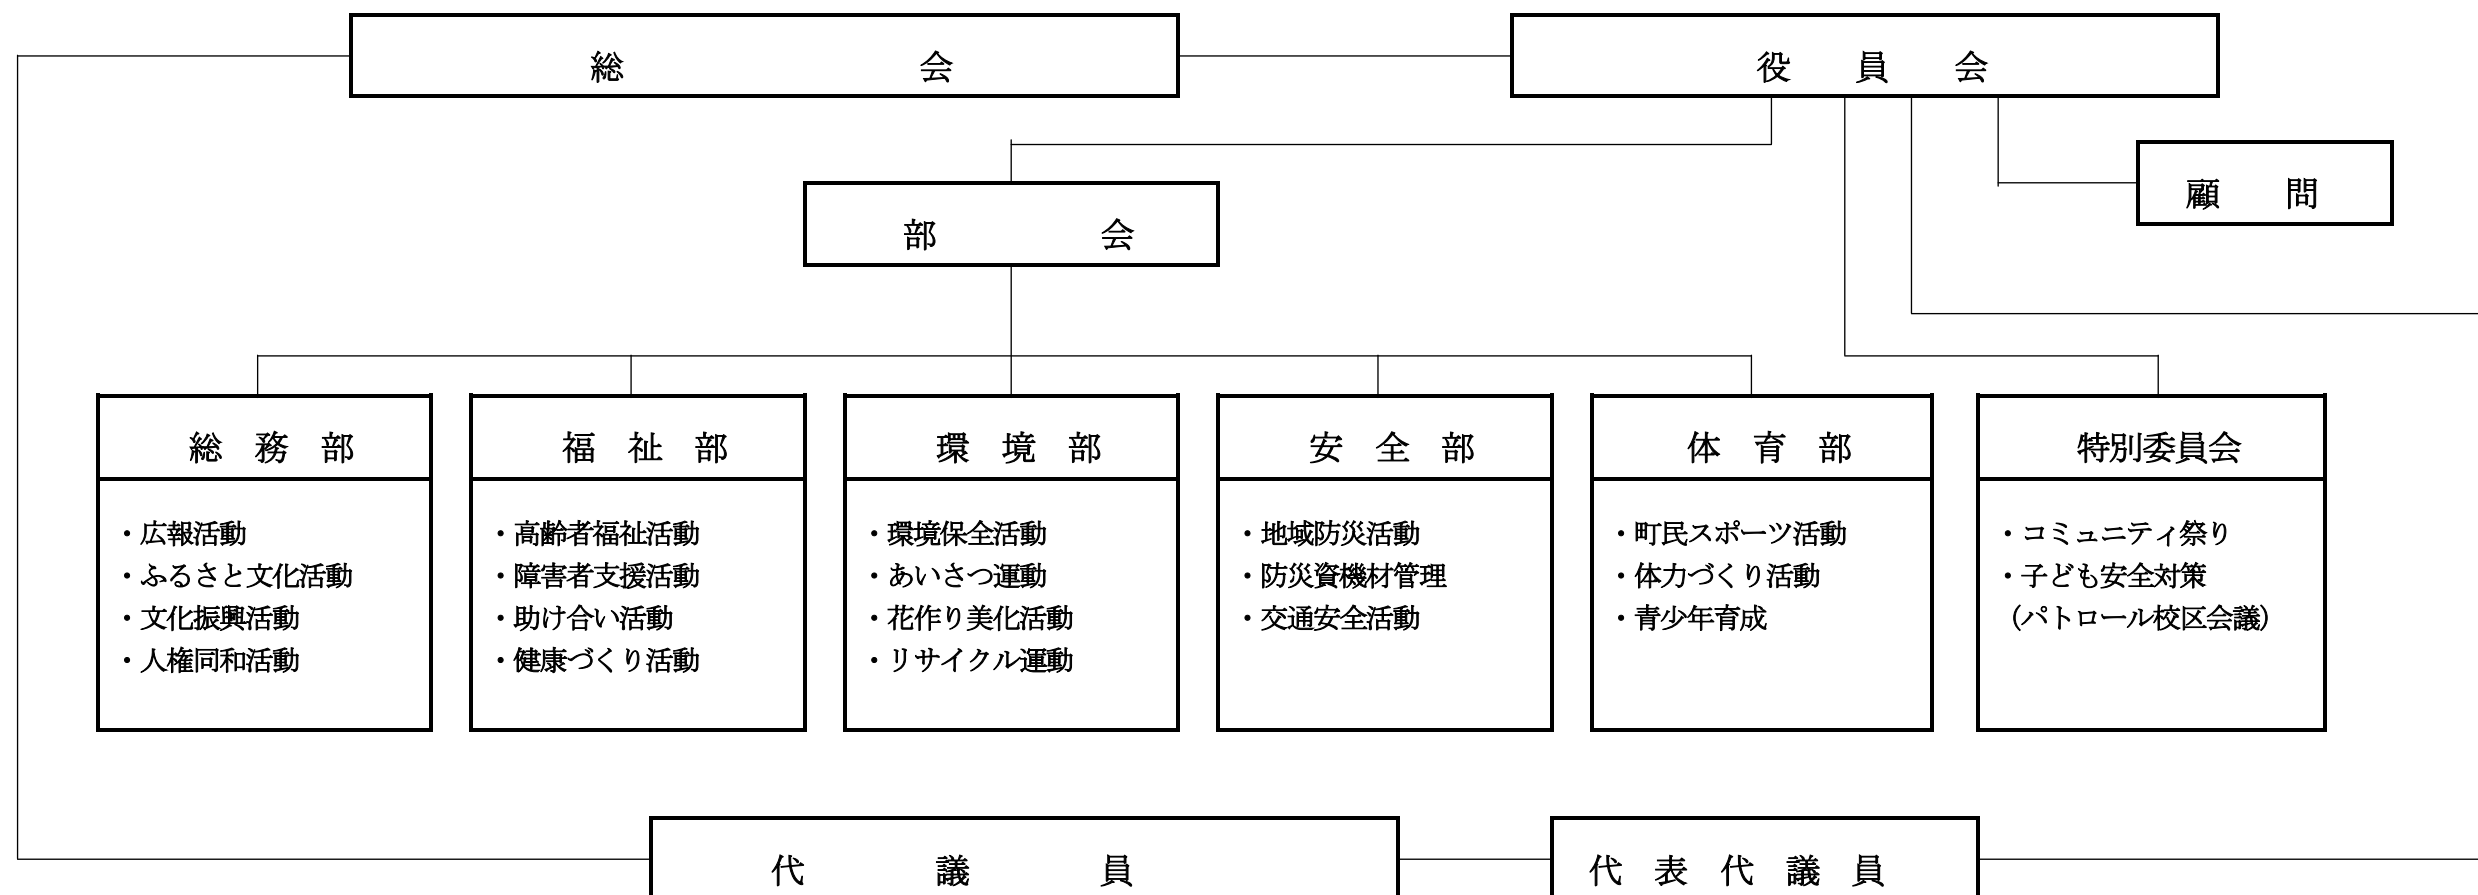 総　会
役　員　会
顧　問
部　会
総　務　部
・広報活動
・ふるさと文化活動
・文化振興活動
・人権同和活動
福　祉　部
・高齢者福祉活動
・障害者支援活動
・助け合い活動
・健康づくり活動
環　境　部
・環境保全活動
・あいさつ運動
・花作り美化活動
・リサイクル運動
安　全　部
・地域防災活動
・防災資機材管理
・交通安全活動
体　育　部
・町民スポーツ活動
・体力づくり活動
・青少年育成
特別委員会
・コミュニティ祭り
・子ども安全対策
（パトロール校区会議）
代　議　員
代　表　代　議　員